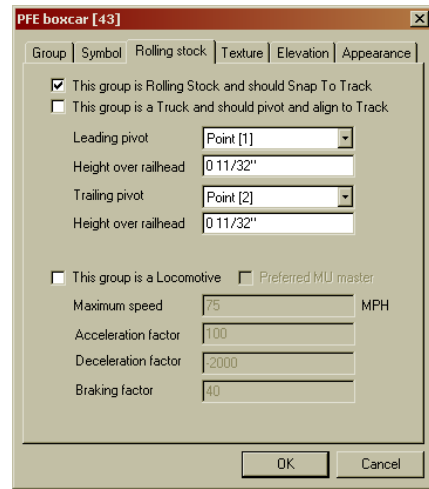 PFE boxcar [43]
Group Symbol Rolling stock Texture Elevation Appearance
This group is Rolling Stock and should Snap To Track
This group is a Truck and should pivot and align to Track
Leading pivot Point [1]
Height over railhead 0 11/32"
Trailing pivot Point [2]
Height over railhead 0 11/32"
This group is a Locomotive Preferred MU master
Maximum speed 75 MPH
Acceleration factor 100
Deceleration factor -2000
Braking factor 40
OK Cancel